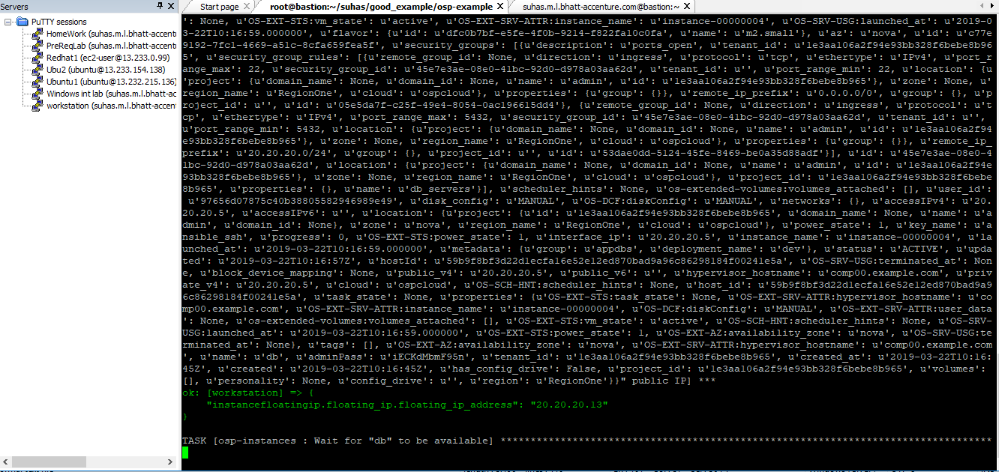 Servers
Start page
root@bastion:~/suhas/good_example/osp-example
suhas.m.l.bhatt-accenture.com@bastion:~
PuTTY sessions
HomeWork (suhas.m.l.bhatt-accent
PreReqLab (suhas.m.l.bhatt-accent
Redhat1 (ec2-user@13.233.0.99)
Ubu2 (ubuntu@13.233.154.138)
Ubuntu1 (ubuntu@13.232.215.136)
Windows int lab (suhas.m.l.bhatt-ac
workstation (suhas.m.l.bhatt-accent
': None, u'OS-EXT-STS:vm_state': u'active', u'OS-EXT-SRV-ATTR:instance_name': u'instance-00000004', u'OS-SRV-USG:launched_at': u'2019-0
3-22T10:16:59.000000', u'flavor': {u'id': u'dfc0b7bf-e5fe-4f0b-b214-f822fa10c0fa', u'name': u'm2.small'}, u'az': u'nova', u'id': u'c77e
9192-7fc1-4669-a51c-8cfa659fea5f', u'security_groups': [{u'description': u'ports_open', u'tenant_id': u'1e3aa106a2f94e93bb328f6bebe8b96
5', u'security_group_rules': [{u'remote_group_id': None, u'direction': u'ingress', u'protocol': u'tcp', u'ethertype': u'IPv4', u'port_r
ange_max': 22, u'security_group_id': u'45e7e3ae-08e0-41bc-92d0-d978a03aa62d', u'tenant_id': u'', u'port_range_min': 22, u'location': {u
'project': {u'domain_name': None, u'domain_id': None, u'name': u'admin', u'id': u'1e3aa106a2f94e93bb328f6bebe8b965'}, u'zone': None, u'
region_name': u'RegionOne', u'cloud': u'ospcloud'}, u'properties': {u'group': {}}, u'remote_ip_prefix': u'0.0.0.0/0', u'group': {}, u'p
roject_id': u'', u'id': u'05e5da7f-c25f-49e4-8054-0ac196615dd4'}, {u'remote_group_id': None, u'direction': u'ingress', u'protocol': u't
cp', u'ethertype': u'IPv4', u'port_range_max': 5432, u'security_group_id': u'45e7e3ae-08e0-41bc-92d0-d978a03aa62d', u'tenant_id': u'',
u'port_range_min': 5432, u'location': {u'project': {u'domain_name': None, u'domain_id': None, u'name': u'admin', u'id': u'1e3aa106a2f94
e93bb328f6bebe8b965'}, u'zone': None, u'region_name': u'RegionOne', u'cloud': u'ospcloud'}, u'properties': {u'group': {}}, u'remote_ip_
prefix': u'20.20.20.0/24', u'group': {}, u'project_id': u'', u'id': u'53dae0dd-5124-45fe-8469-be0a35d88adf'}], u'id': u'45e7e3ae-08e0-4
1bc-92d0-d978a03aa62d', u'location': {u'project': {u'domain_name': None, u'domain_id': None, u'name': u'admin', u'id': u'1e3aa106a2f94e
93bb328f6bebe8b965'}, u'zone': None, u'region_name': u'RegionOne', u'cloud': u'ospcloud'}, u'project_id': u'1e3aa106a2f94e93bb328f6bebe
8b965', u'properties': {}, u'name': u'db_servers'}], u'scheduler_hints': None, u'os-extended-volumes:volumes_attached': [], u'user_id':
u'97656d07875c40b38805582946989e49', u'disk_config': u'MANUAL', u'OS-DCF:diskConfig': u'MANUAL', u'networks': {}, u'accessIPv4': u'20.
20.20.5', u'accessIPv6': u'', u'location': {u'project': {u'id': u'1e3aa106a2f94e93bb328f6bebe8b965', u'domain_name': None, u'name': u'a
dmin', u'domain_id': None}, u'zone': u'nova', u'region_name': u'RegionOne', u'cloud': u'ospcloud'}, u'power_state': 1, u'key_name': u'a
nsible_ssh', u'progress': 0, u'OS-EXT-STS:power_state': 1, u'interface_ip': u'20.20.20.5', u'instance_name': u'instance-00000004', u'la
unched_at': u'2019-03-22T10:16:59.000000', u'metadata': {u'group': u'appdbs', u'deployment_name': u'dev'}, u'status': u'ACTIVE', u'upda
ted': u'2019-03-22T10:16:57Z', u'hostId': u'59b9f8bf3d22d1ecfa16e52e12ed870bad9a96c86298184f00241e5a', u'OS-SRV-USG:terminated_at': Non
e, u'block_device_mapping': None, u'public_v4': u'20.20.20.5', u'public_v6': u'', u'hypervisor_hostname': u'comp00.example.com', u'priv
ate_v4': u'20.20.20.5', u'cloud': u'ospcloud', u'OS-SCH-HNT:scheduler_hints': None, u'host_id': u'59b9f8bf3d22d1ecfa16e52e12ed870bad9a9
6c86298184f00241e5a', u'task_state': None, u'properties': {u'OS-EXT-STS:task_state': None, u'OS-EXT-SRV-ATTR:hypervisor_hostname': u'co
mp00.example.com', u'OS-EXT-SRV-ATTR:instance_name': u'instance-00000004', u'OS-DCF:diskConfig': u'MANUAL', u'OS-EXT-SRV-ATTR:user_data
': None, u'os-extended-volumes:volumes_attached': [], u'OS-EXT-STS:vm_state': u'active', u'OS-SCH-HNT:scheduler_hints': None, u'OS-SRV-
USG:launched_at': u'2019-03-22T10:16:59.000000', u'OS-EXT-STS:power_state': 1, u'OS-EXT-AZ:availability_zone': u'nova', u'OS-SRV-USG:te
rminated_at': None}, u'tags': [], u'OS-EXT-AZ:availability_zone': u'nova', u'OS-EXT-SRV-ATTR:hypervisor_hostname': u'comp00.example.com
', u'name': u'db', u'adminPass': u'iECKdMbmF95n', u'tenant_id': u'1e3aa106a2f94e93bb328f6bebe8b965', u'created_at': u'2019-03-22T10:16:
45Z', u'created': u'2019-03-22T10:16:45Z', u'has_config_drive': False, u'project_id': u'1e3aa106a2f94e93bb328f6bebe8b965', u'volumes':
[], u'personality': None, u'config_drive': u'', u'region': u'RegionOne'}}" public IP] ***
ok: [workstation] => {
"instancefloatingip.floating_ip.floating_ip_address": "20.20.20.13"
}
TASK [osp-instances : Wait for "db" to be available] **********************************************************************************